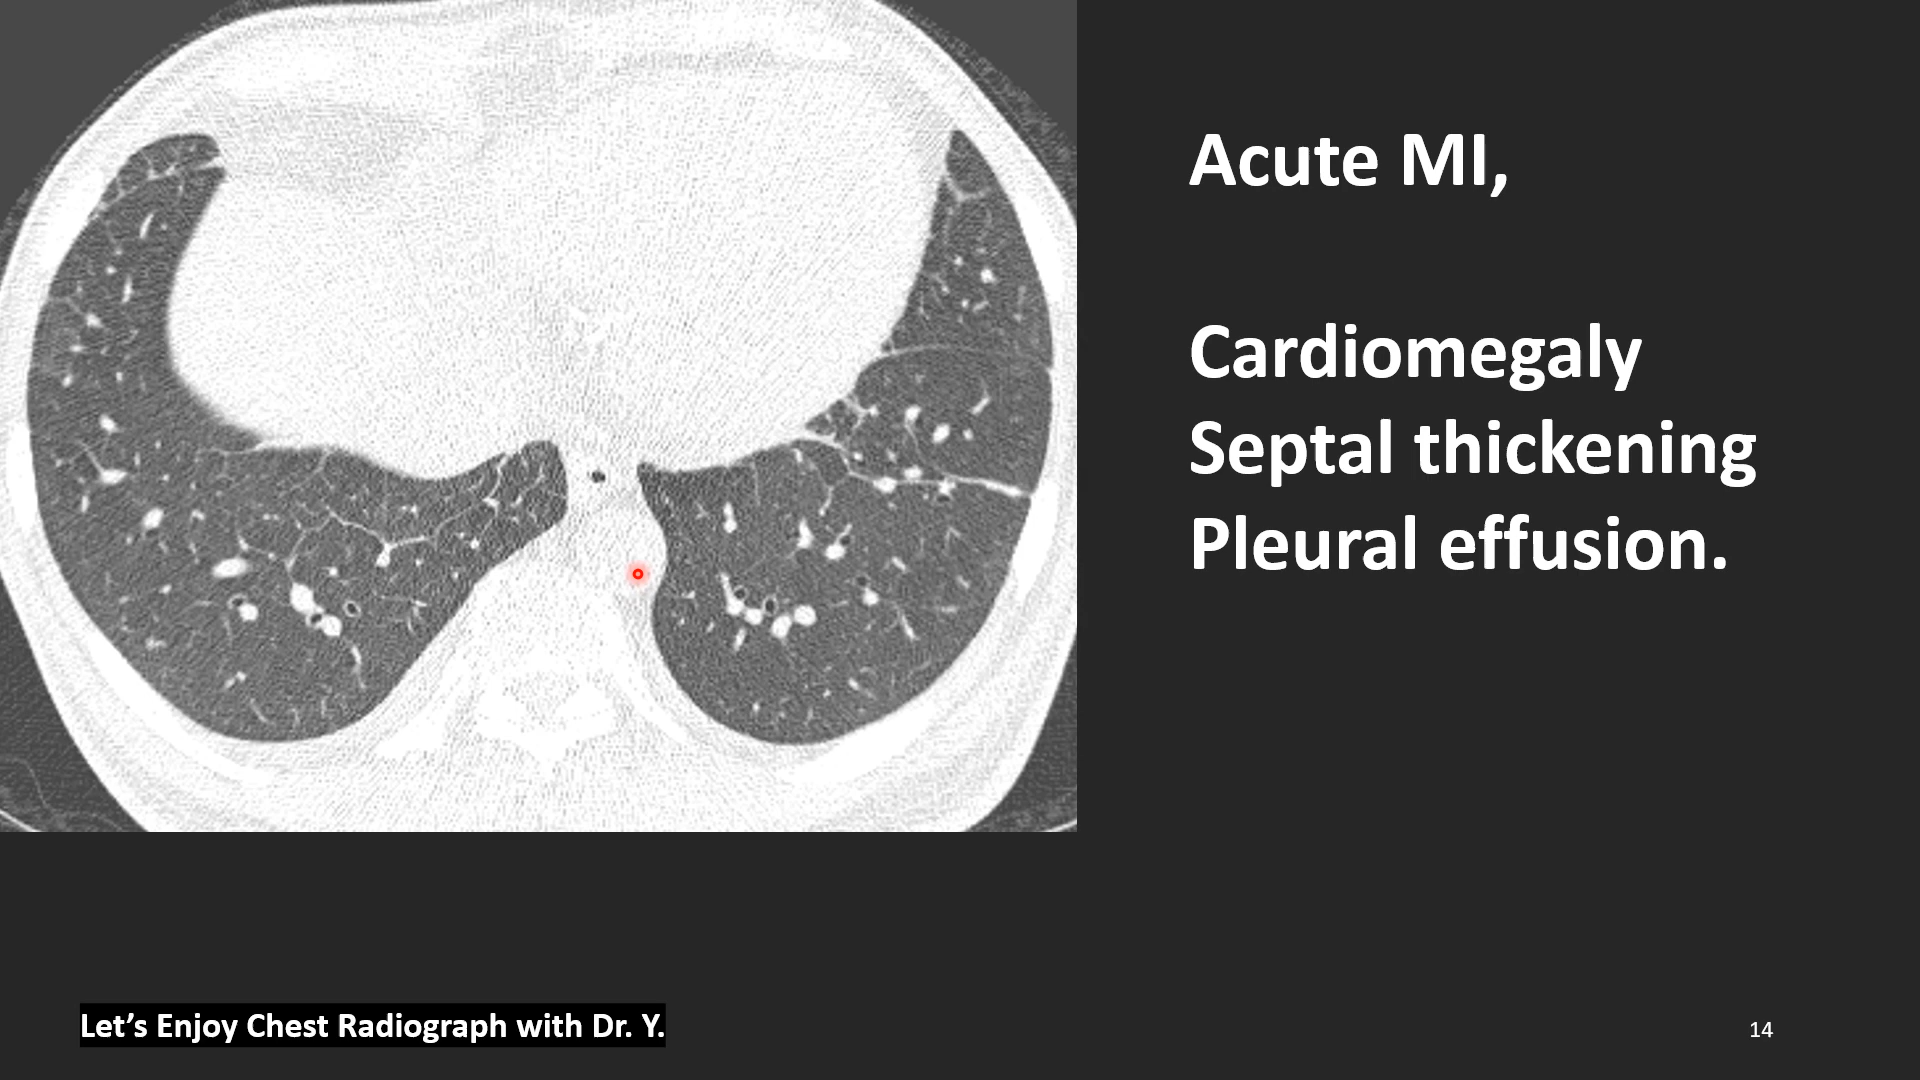 Acute MI,
Cardiomegaly
Septal thickening
Pleural effusion.
Let’s Enjoy Chest Radiograph with Dr. Y.
14